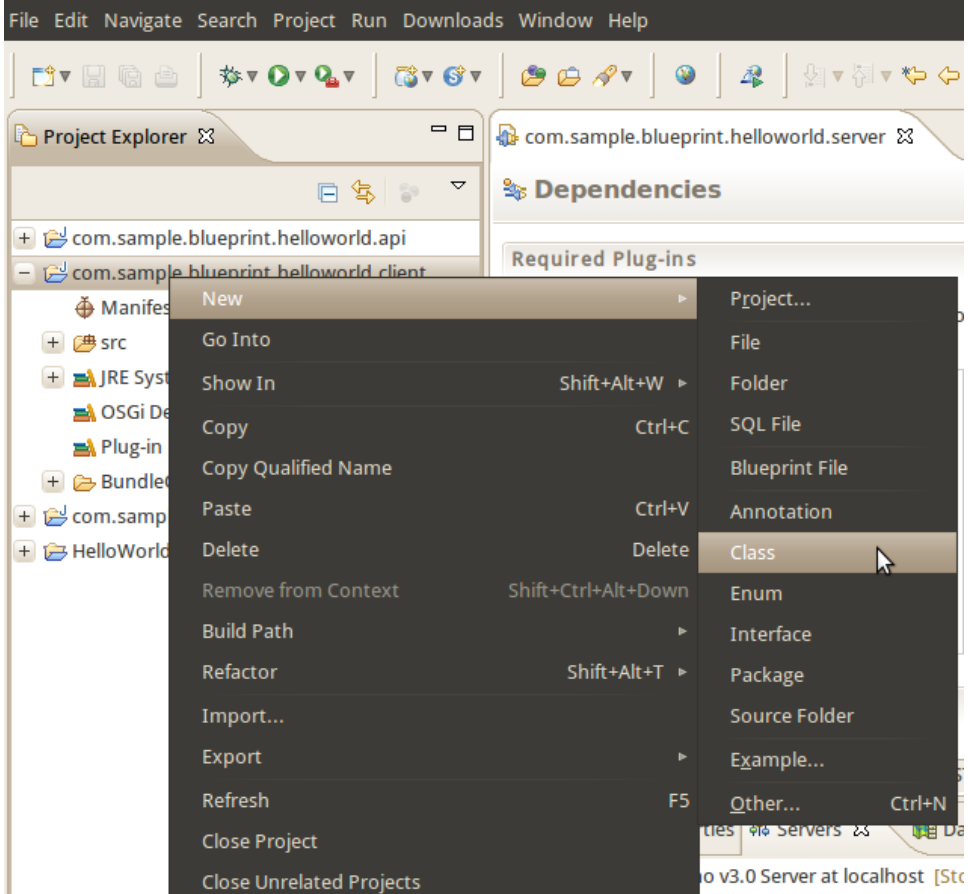 File Edit Navigate Search Project Run Downloads Window Help
Project Explorer
com.sample.blueprint.helloworld.server
Dependencies
com.sample.blueprint.helloworld.api
Required Plug-ins
com.sample.blueprint.helloworld.client
Manifes
src
JRE Syst
OSGi De
Plug-in
Bundle
com.samp
HelloWorld
New
Go Into
Show In Shift+Alt+W
Copy Ctrl+C
Copy Qualified Name
Paste Ctrl+V
Delete Delete
Remove from Context Shift+Ctrl+Alt+Down
Build Path
Refactor Shift+Alt+T
Import...
Export
Refresh F5
Close Project
Close Unrelated Projects
Project...
File
Folder
SQL File
Blueprint File
Annotation
Class
Enum
Interface
Package
Source Folder
Example...
Other... Ctrl+N
ties Servers Da
o v3.0 Server at localhost [Sto